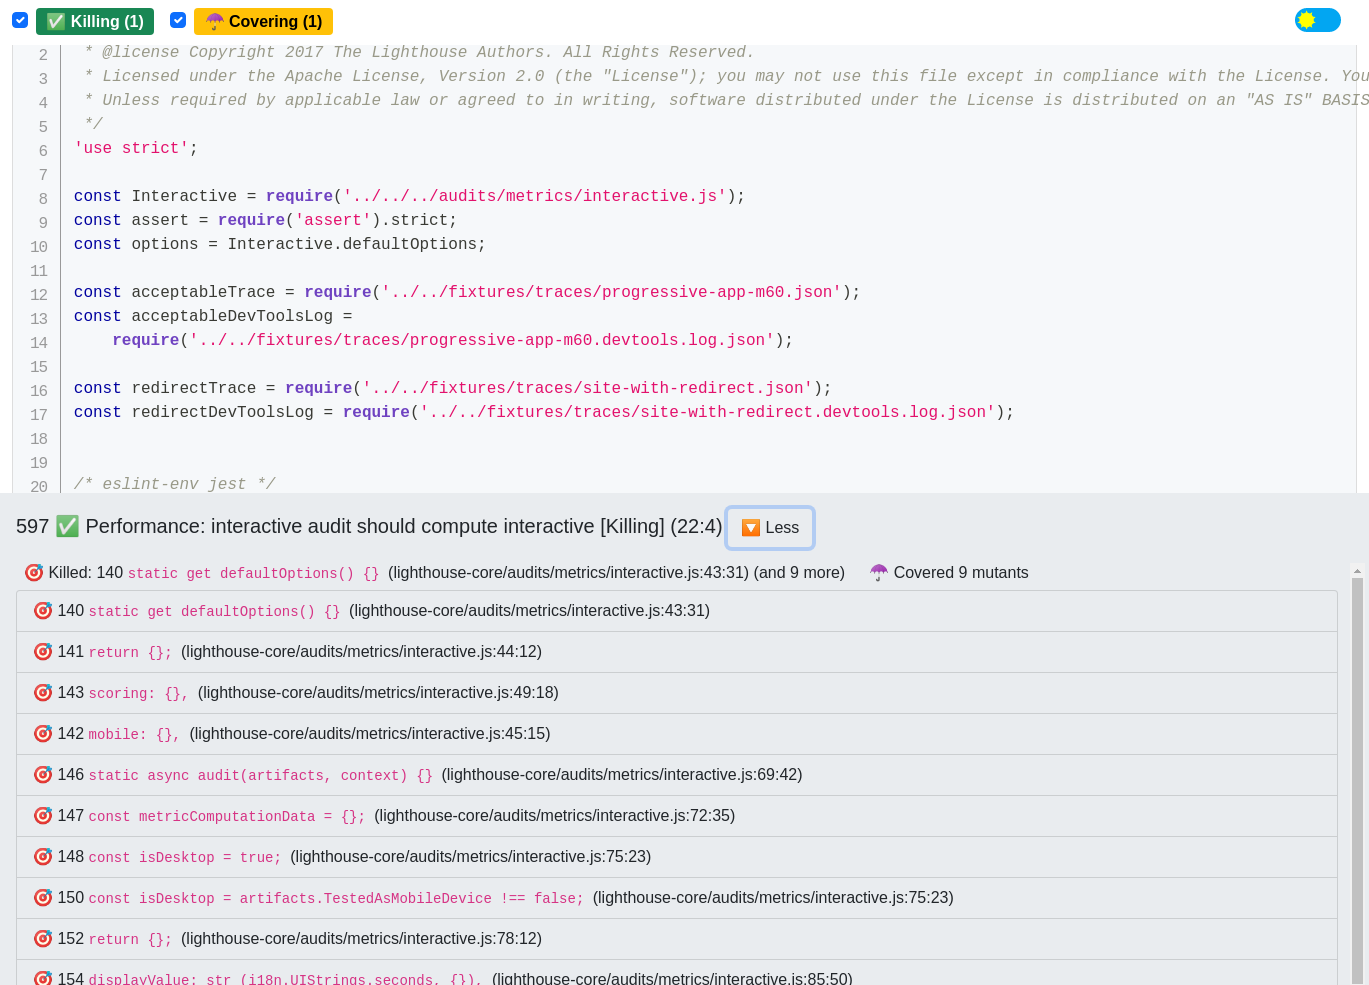 ✅ Killing (1) ☂ Covering (1)
2 * @license Copyright 2017 The Lighthouse Authors. All Rights Reserved.
3 * Licensed under the Apache License, Version 2.0 (the "License"); you may not use this file except in compliance with the License. You
4 * Unless required by applicable law or agreed to in writing, software distributed under the License is distributed on an "AS IS" BASIS
5 */
6 'use strict';
7
8 const Interactive = require('../../../audits/metrics/interactive.js');
9 const assert = require('assert').strict;
10 const options = Interactive.defaultOptions;
11
12 const acceptableTrace = require('../../fixtures/traces/progressive-app-m60.json');
13 const acceptableDevToolsLog =
14 require('../../fixtures/traces/progressive-app-m60.devtools.log.json');
15
16 const redirectTrace = require('../../fixtures/traces/site-with-redirect.json');
17 const redirectDevToolsLog = require('../../fixtures/traces/site-with-redirect.devtools.log.json');
18
19
20 /* eslint-env jest */
597 ✅ Performance: interactive audit should compute interactive [Killing] (22:4) 🔽 Less
🎯 Killed: 140 static get defaultOptions() {} (lighthouse-core/audits/metrics/interactive.js:43:31) (and 9 more) ☂ Covered 9 mutants
🎯 140 static get defaultOptions() {} (lighthouse-core/audits/metrics/interactive.js:43:31)
🎯 141 return {}; (lighthouse-core/audits/metrics/interactive.js:44:12)
🎯 143 scoring: {}, (lighthouse-core/audits/metrics/interactive.js:49:18)
🎯 142 mobile: {}, (lighthouse-core/audits/metrics/interactive.js:45:15)
🎯 146 static async audit(artifacts, context) {} (lighthouse-core/audits/metrics/interactive.js:69:42)
🎯 147 const metricComputationData = {}; (lighthouse-core/audits/metrics/interactive.js:72:35)
🎯 148 const isDesktop = true; (lighthouse-core/audits/metrics/interactive.js:75:23)
🎯 150 const isDesktop = artifacts.TestedAsMobileDevice !== false; (lighthouse-core/audits/metrics/interactive.js:75:23)
🎯 152 return {}; (lighthouse-core/audits/metrics/interactive.js:78:12)
🎯 154 displayValue: str_(i18n.UIStrings.seconds, {}), (lighthouse-core/audits/metrics/interactive.js:85:50)